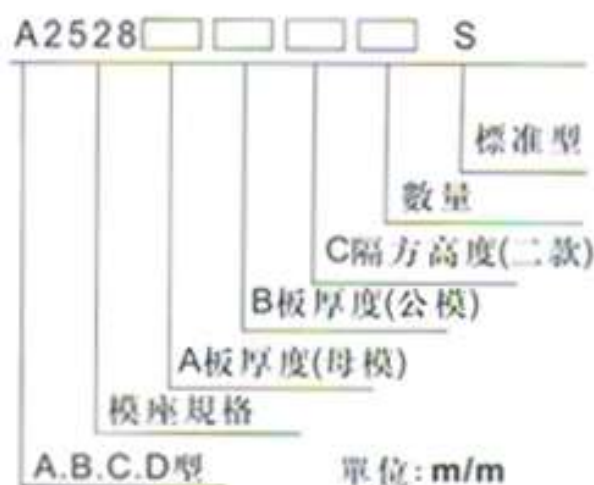 A2528 S
標准型
數量
C隔方高度(二款)
B板厚度(公模)
A板厚度(母模)
模座規格
A.B.C.D型
單位:m/m